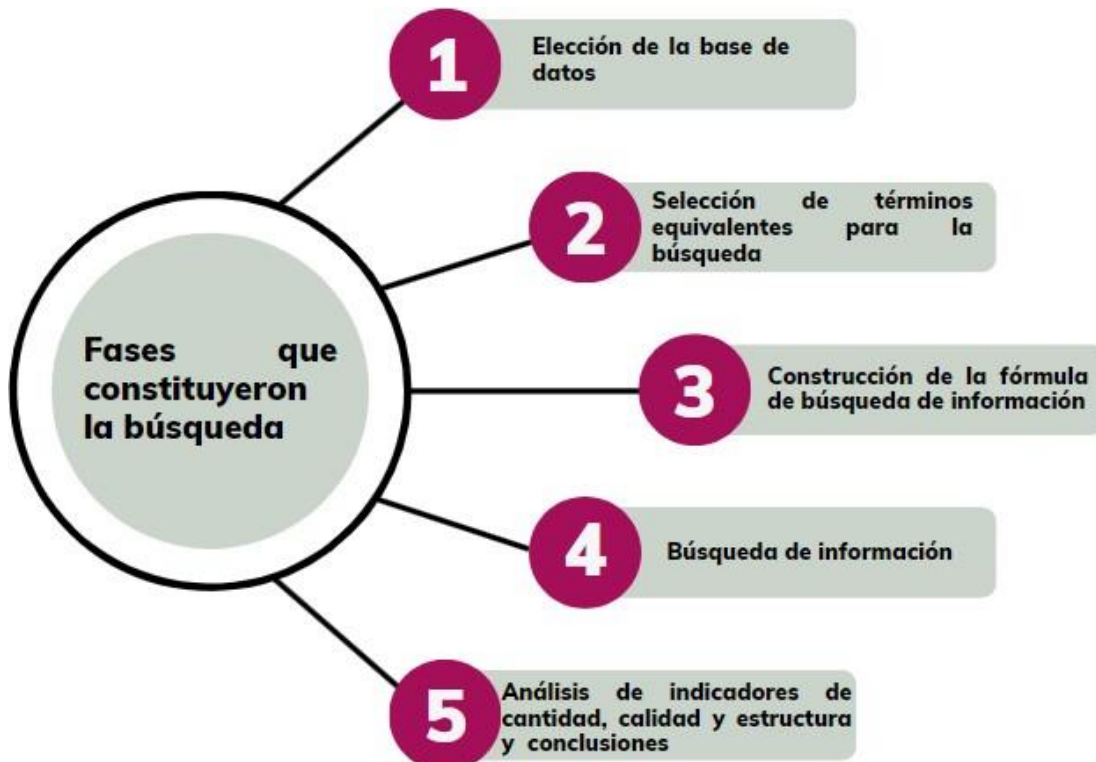 1
Elección de la base de
datos
2
Selección de términos
equivalentes para la
búsqueda
Fases que
constituyeron
la búsqueda
3
Construcción de la fórmula
de búsqueda de información
4
Búsqueda de información
5
Análisis de indicadores de
cantidad, calidad y estructura
y conclusiones